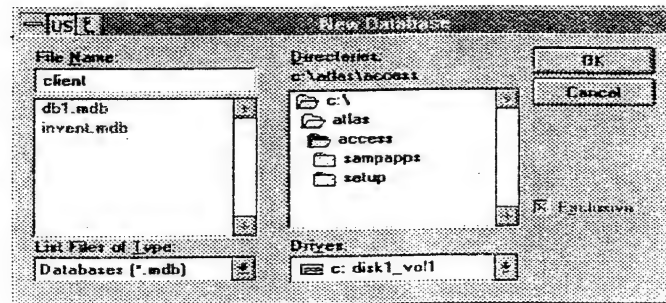 US t New Database
File Name:
client
db1.mdb
invent.mdb
List Files of Type:
Databases (*.mdb)
Directories:
c:\atlas\access
c:\
atlas
access
sampapps
setup
Drives:
c: disk1_vol1
OK
Cancel
Exclusive